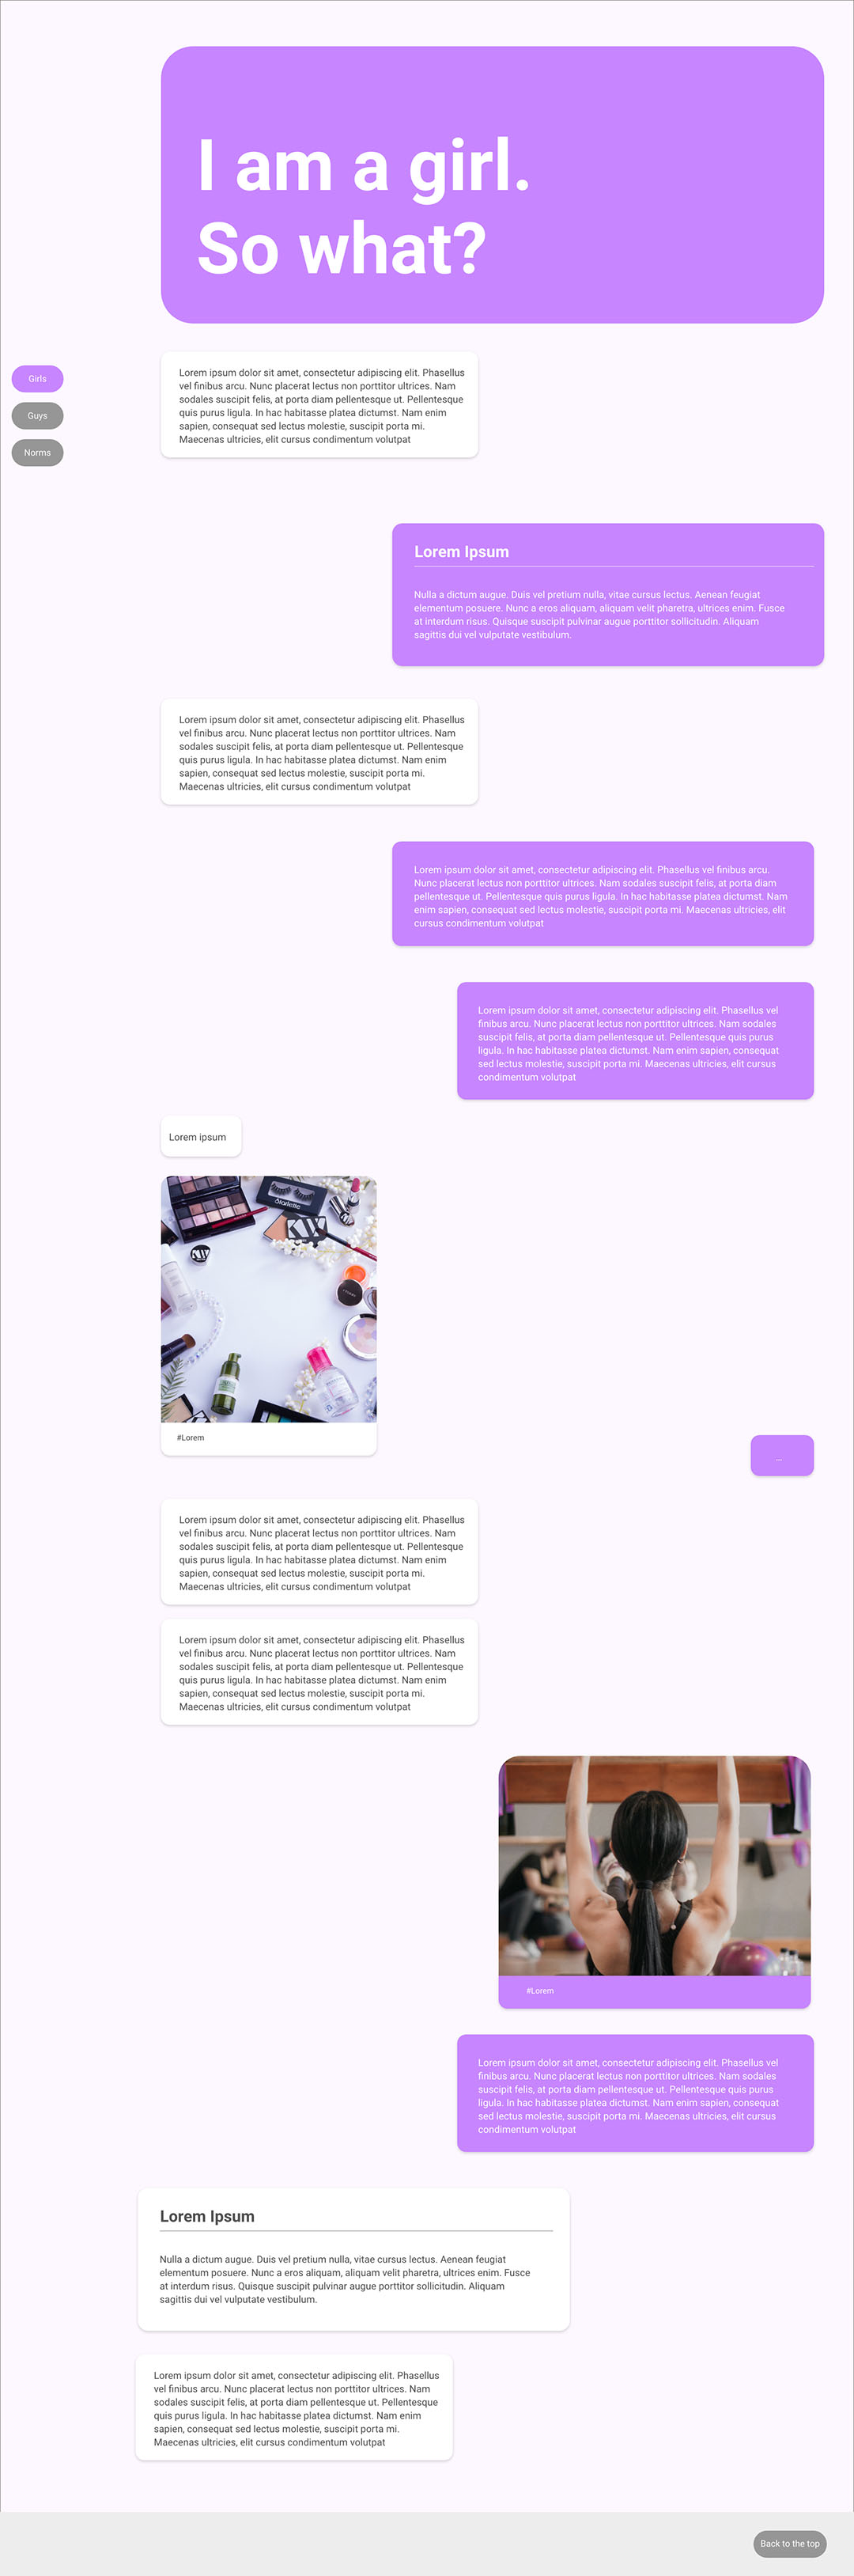 I am a girl.
So what?
Girls
Guys
Norms
Lorem ipsum dolor sit amet, consectetur adipiscing elit. Phasellus
vel finibus arcu. Nunc placerat lectus non porttitor ultrices. Nam
sodales suscipit felis, at porta diam pellentesque ut. Pellentesque
quis purus ligula. In hac habitasse platea dictumst. Nam enim
sapien, consequat sed lectus molestie, suscipit porta mi.
Maecenas ultricies, elit cursus condimentum volutpat
Lorem Ipsum
Nulla a dictum augue. Duis vel pretium nulla, vitae cursus lectus. Aenean feugiat
elementum posuere. Nunc a eros aliquam, aliquam velit pharetra, ultrices enim. Fusce
at interdum risus. Quisque suscipit pulvinar augue porttitor sollicitudin. Aliquam
sagittis dui vel vulputate vestibulum.
Lorem ipsum dolor sit amet, consectetur adipiscing elit. Phasellus
vel finibus arcu. Nunc placerat lectus non porttitor ultrices. Nam
sodales suscipit felis, at porta diam pellentesque ut. Pellentesque
quis purus ligula. In hac habitasse platea dictumst. Nam enim
sapien, consequat sed lectus molestie, suscipit porta mi.
Maecenas ultricies, elit cursus condimentum volutpat
Lorem ipsum dolor sit amet, consectetur adipiscing elit. Phasellus vel finibus arcu.
Nunc placerat lectus non porttitor ultrices. Nam sodales suscipit felis, at porta diam
pellentesque ut. Pellentesque quis purus ligula. In hac habitasse platea dictumst. Nam
enim sapien, consequat sed lectus molestie, suscipit porta mi. Maecenas ultricies, elit
cursus condimentum volutpat
Lorem ipsum dolor sit amet, consectetur adipiscing elit. Phasellus vel
finibus arcu. Nunc placerat lectus non porttitor ultrices. Nam sodales
suscipit felis, at porta diam pellentesque ut. Pellentesque quis purus
ligula. In hac habitasse platea dictumst. Nam enim sapien, consequat
sed lectus molestie, suscipit porta mi. Maecenas ultricies, elit cursus
condimentum volutpat
Lorem ipsum
#Lorem
...
Lorem ipsum dolor sit amet, consectetur adipiscing elit. Phasellus
vel finibus arcu. Nunc placerat lectus non porttitor ultrices. Nam
sodales suscipit felis, at porta diam pellentesque ut. Pellentesque
quis purus ligula. In hac habitasse platea dictumst. Nam enim
sapien, consequat sed lectus molestie, suscipit porta mi.
Maecenas ultricies, elit cursus condimentum volutpat
Lorem ipsum dolor sit amet, consectetur adipiscing elit. Phasellus
vel finibus arcu. Nunc placerat lectus non porttitor ultrices. Nam
sodales suscipit felis, at porta diam pellentesque ut. Pellentesque
quis purus ligula. In hac habitasse platea dictumst. Nam enim
sapien, consequat sed lectus molestie, suscipit porta mi.
Maecenas ultricies, elit cursus condimentum volutpat
#Lorem
Lorem ipsum dolor sit amet, consectetur adipiscing elit. Phasellus vel
finibus arcu. Nunc placerat lectus non porttitor ultrices. Nam sodales
suscipit felis, at porta diam pellentesque ut. Pellentesque quis purus
ligula. In hac habitasse platea dictumst. Nam enim sapien, consequat
sed lectus molestie, suscipit porta mi. Maecenas ultricies, elit cursus
condimentum volutpat
Lorem Ipsum
Nulla a dictum augue. Duis vel pretium nulla, vitae cursus lectus. Aenean feugiat
elementum posuere. Nunc a eros aliquam, aliquam velit pharetra, ultrices enim. Fusce
at interdum risus. Quisque suscipit pulvinar augue porttitor sollicitudin. Aliquam
sagittis dui vel vulputate vestibulum.
Lorem ipsum dolor sit amet, consectetur adipiscing elit. Phasellus
vel finibus arcu. Nunc placerat lectus non porttitor ultrices. Nam
sodales suscipit felis, at porta diam pellentesque ut. Pellentesque
quis purus ligula. In hac habitasse platea dictumst. Nam enim
sapien, consequat sed lectus molestie, suscipit porta mi.
Maecenas ultricies, elit cursus condimentum volutpat
Back to the top